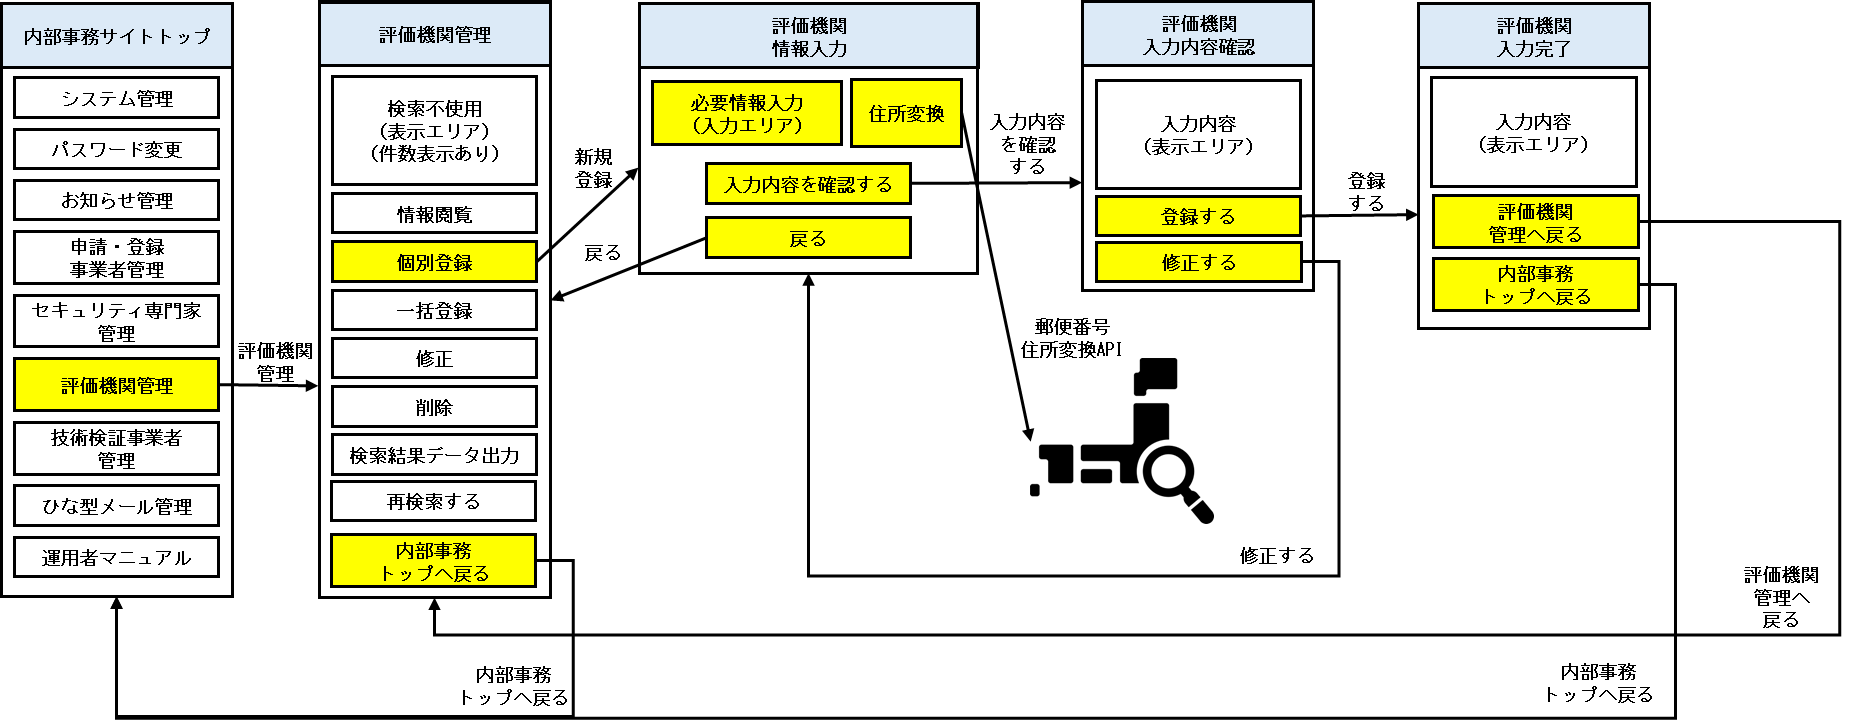 内部事務サイトトップ
システム管理
パスワード変更
お知らせ管理
申請・登録
事業者管理
セキュリティ専門家
管理
評価機関管理
技術検証事業者
管理
ひな型メール管理
運用者マニュアル
評価機関
管理
評価機関管理
検索不使用
（表示エリア）
（件数表示あり）
情報閲覧
個別登録
一括登録
修正
削除
検索結果データ出力
再検索する
内部事務
トップへ戻る
新規
登録
戻る
評価機関
情報入力
必要情報入力
（入力エリア）
住所変換
入力内容を確認する
戻る
入力内容
を確認
する
郵便番号
住所変換API
評価機関
入力内容確認
入力内容
（表示エリア）
登録する
修正する
登録
する
評価機関
入力完了
入力内容
（表示エリア）
評価機関
管理へ戻る
内部事務
トップへ戻る
修正する
評価機関
管理へ
戻る
内部事務
トップへ戻る
内部事務
トップへ戻る